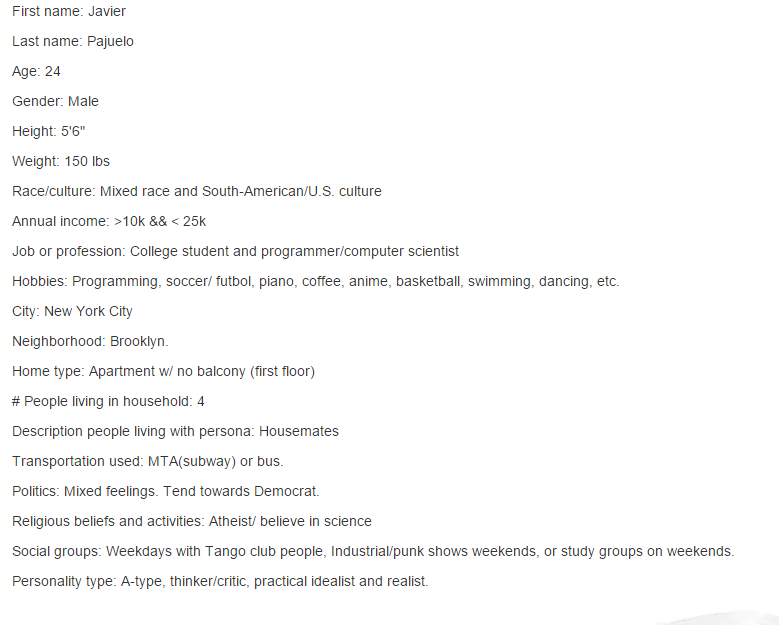 First name: Javier
Last name: Pajuelo
Age: 24
Gender: Male
Height: 5'6"
Weight: 150 lbs
Race/culture: Mixed race and South-American/U.S. culture
Annual income: >10k && < 25k
Job or profession: College student and programmer/computer scientist
Hobbies: Programming, soccer/ futbol, piano, coffee, anime, basketball, swimming, dancing, etc.
City: New York City
Neighborhood: Brooklyn.
Home type: Apartment w/ no balcony (first floor)
# People living in household: 4
Description people living with persona: Housemates
Transportation used: MTA(subway) or bus.
Politics: Mixed feelings. Tend towards Democrat.
Religious beliefs and activities: Atheist/ believe in science
Social groups: Weekdays with Tango club people, Industrial/punk shows weekends, or study groups on weekends.
Personality type: A-type, thinker/critic, practical idealist and realist.